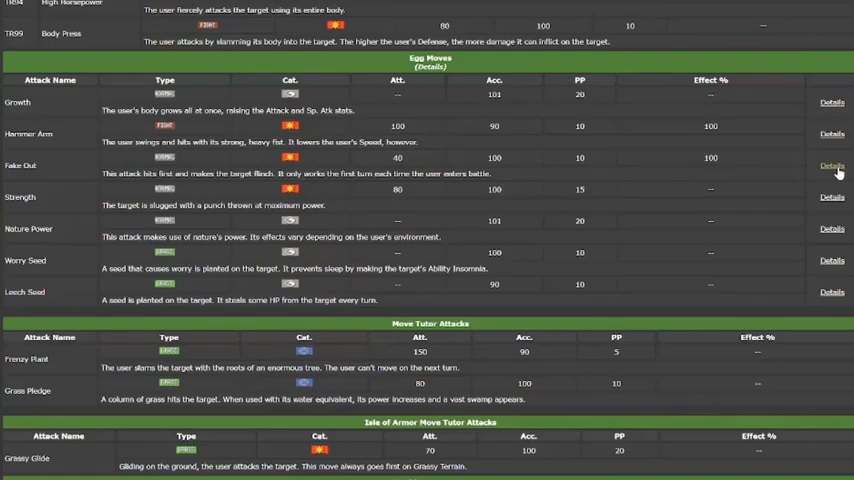 TR94 High Horsepower
The user fiercely attacks the target using its entire body.
TR99 Body Press FIGHT 80 100 10 --
The user attacks by slamming its body into the target. The higher the user's Defense, the more damage it can inflict on the target.
Egg Moves
(Details)
Attack Name Type Cat. Att. Acc. PP Effect %
Growth NORMAL -- 101 20 -- Details
The user's body grows all at once, raising the Attack and Sp. Atk stats.
Hammer Arm FIGHT 100 90 10 100 Details
The user swings and hits with its strong, heavy fist. It lowers the user's Speed, however.
Fake Out NORMAL 40 100 10 100 Details
This attack hits first and makes the target flinch. It only works the first turn each time the user enters battle.
Strength NORMAL 80 100 15 -- Details
The target is slugged with a punch thrown at maximum power.
Nature Power NORMAL -- 101 20 -- Details
This attack makes use of nature's power. Its effects vary depending on the user's environment.
Worry Seed GRASS -- 100 10 -- Details
A seed that causes worry is planted on the target. It prevents sleep by making the target's Ability Insomnia.
Leech Seed GRASS -- 90 10 -- Details
A seed is planted on the target. It steals some HP from the target every turn.
Move Tutor Attacks
Attack Name Type Cat. Att. Acc. PP Effect %
Frenzy Plant GRASS 150 90 5 --
The user slams the target with the roots of an enormous tree. The user can't move on the next turn.
Grass Pledge GRASS 80 100 10 --
A column of grass hits the target. When used with its water equivalent, its power increases and a vast swamp appears.
Isle of Armor Move Tutor Attacks
Attack Name Type Cat. Att. Acc. PP Effect %
Grassy Glide GRASS 70 100 20 --
Gliding on the ground, the user attacks the target. This move always goes first on Grassy Terrain.